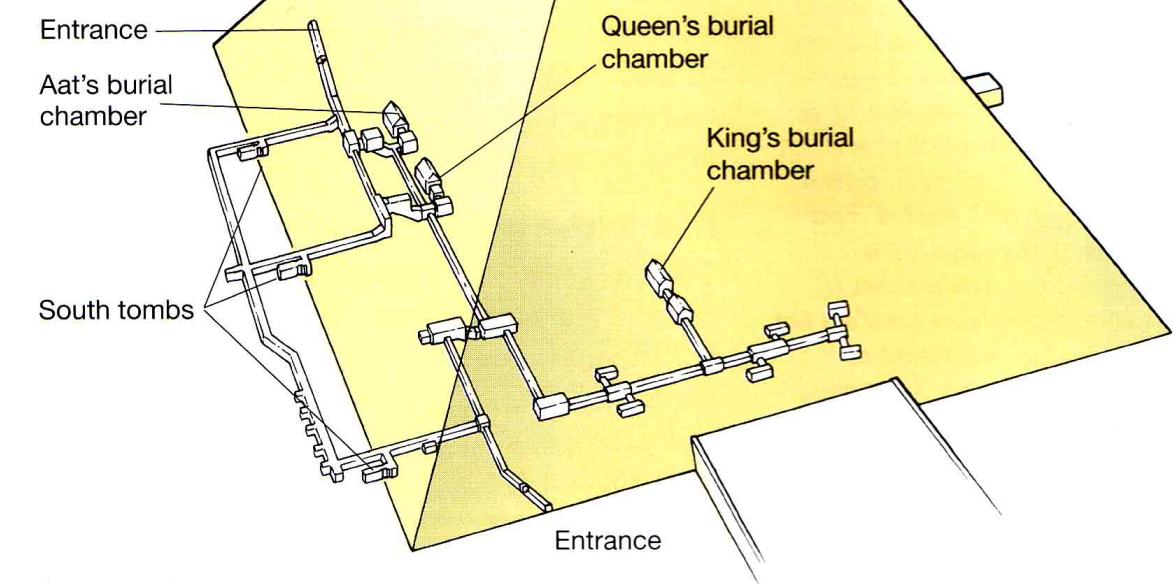 Entrance
Queen's burial
chamber
Aat's burial
chamber
King's burial
chamber
South tombs
Entrance